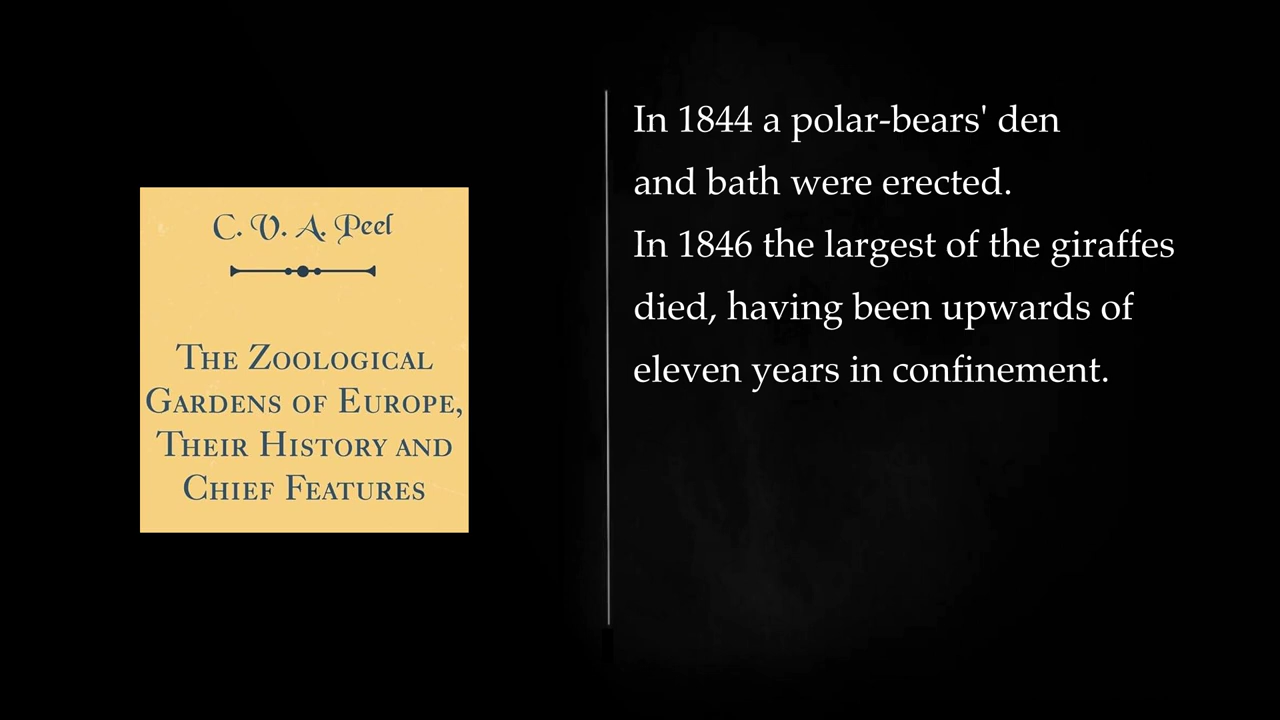 C. V. A. Peel
The Zoological
Gardens of Europe,
Their History and
Chief Features
In 1844 a polar-bears' den
and bath were erected.
In 1846 the largest of the giraffes
died, having been upwards of
eleven years in confinement.